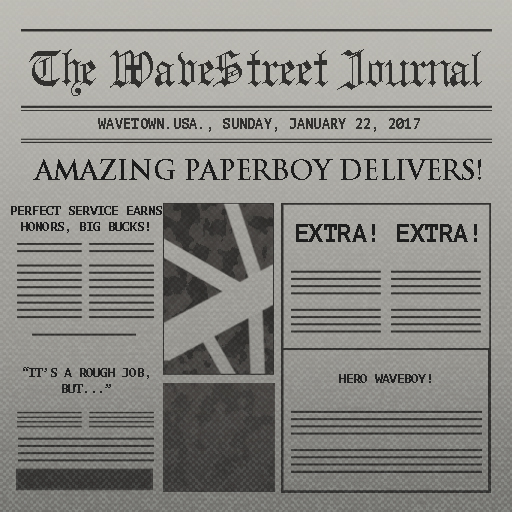 The WaveStreet Journal
WAVETOWN.USA., SUNDAY, JANUARY 22, 2017
AMAZING PAPERBOY DELIVERS!
PERFECT SERVICE EARNS
HONORS, BIG BUCKS!
“IT’S A ROUGH JOB,
BUT...”
EXTRA! EXTRA!
HERO WAVEBOY!